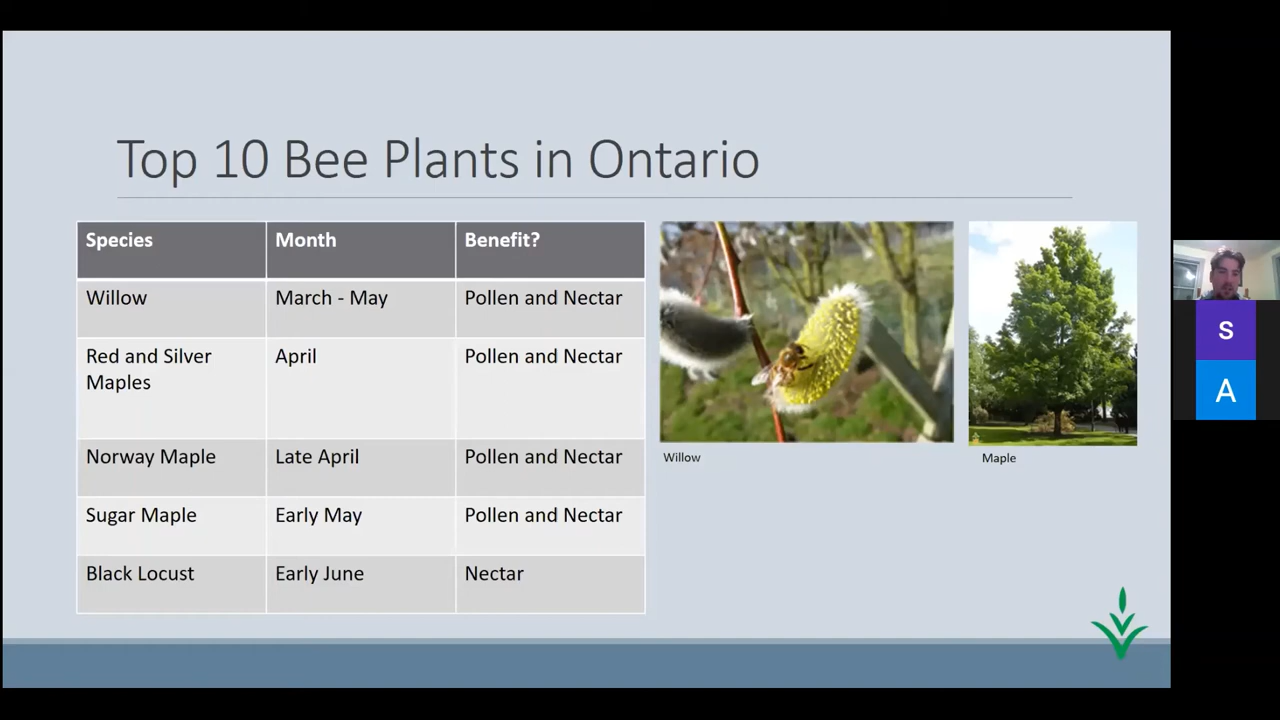 Top 10 Bee Plants in Ontario
Species Month Benefit?
Willow March - May Pollen and Nectar
Red and Silver April Pollen and Nectar
Maples
Norway Maple Late April Pollen and Nectar
Sugar Maple Early May Pollen and Nectar
Black Locust Early June Nectar
Willow
Maple
S
A